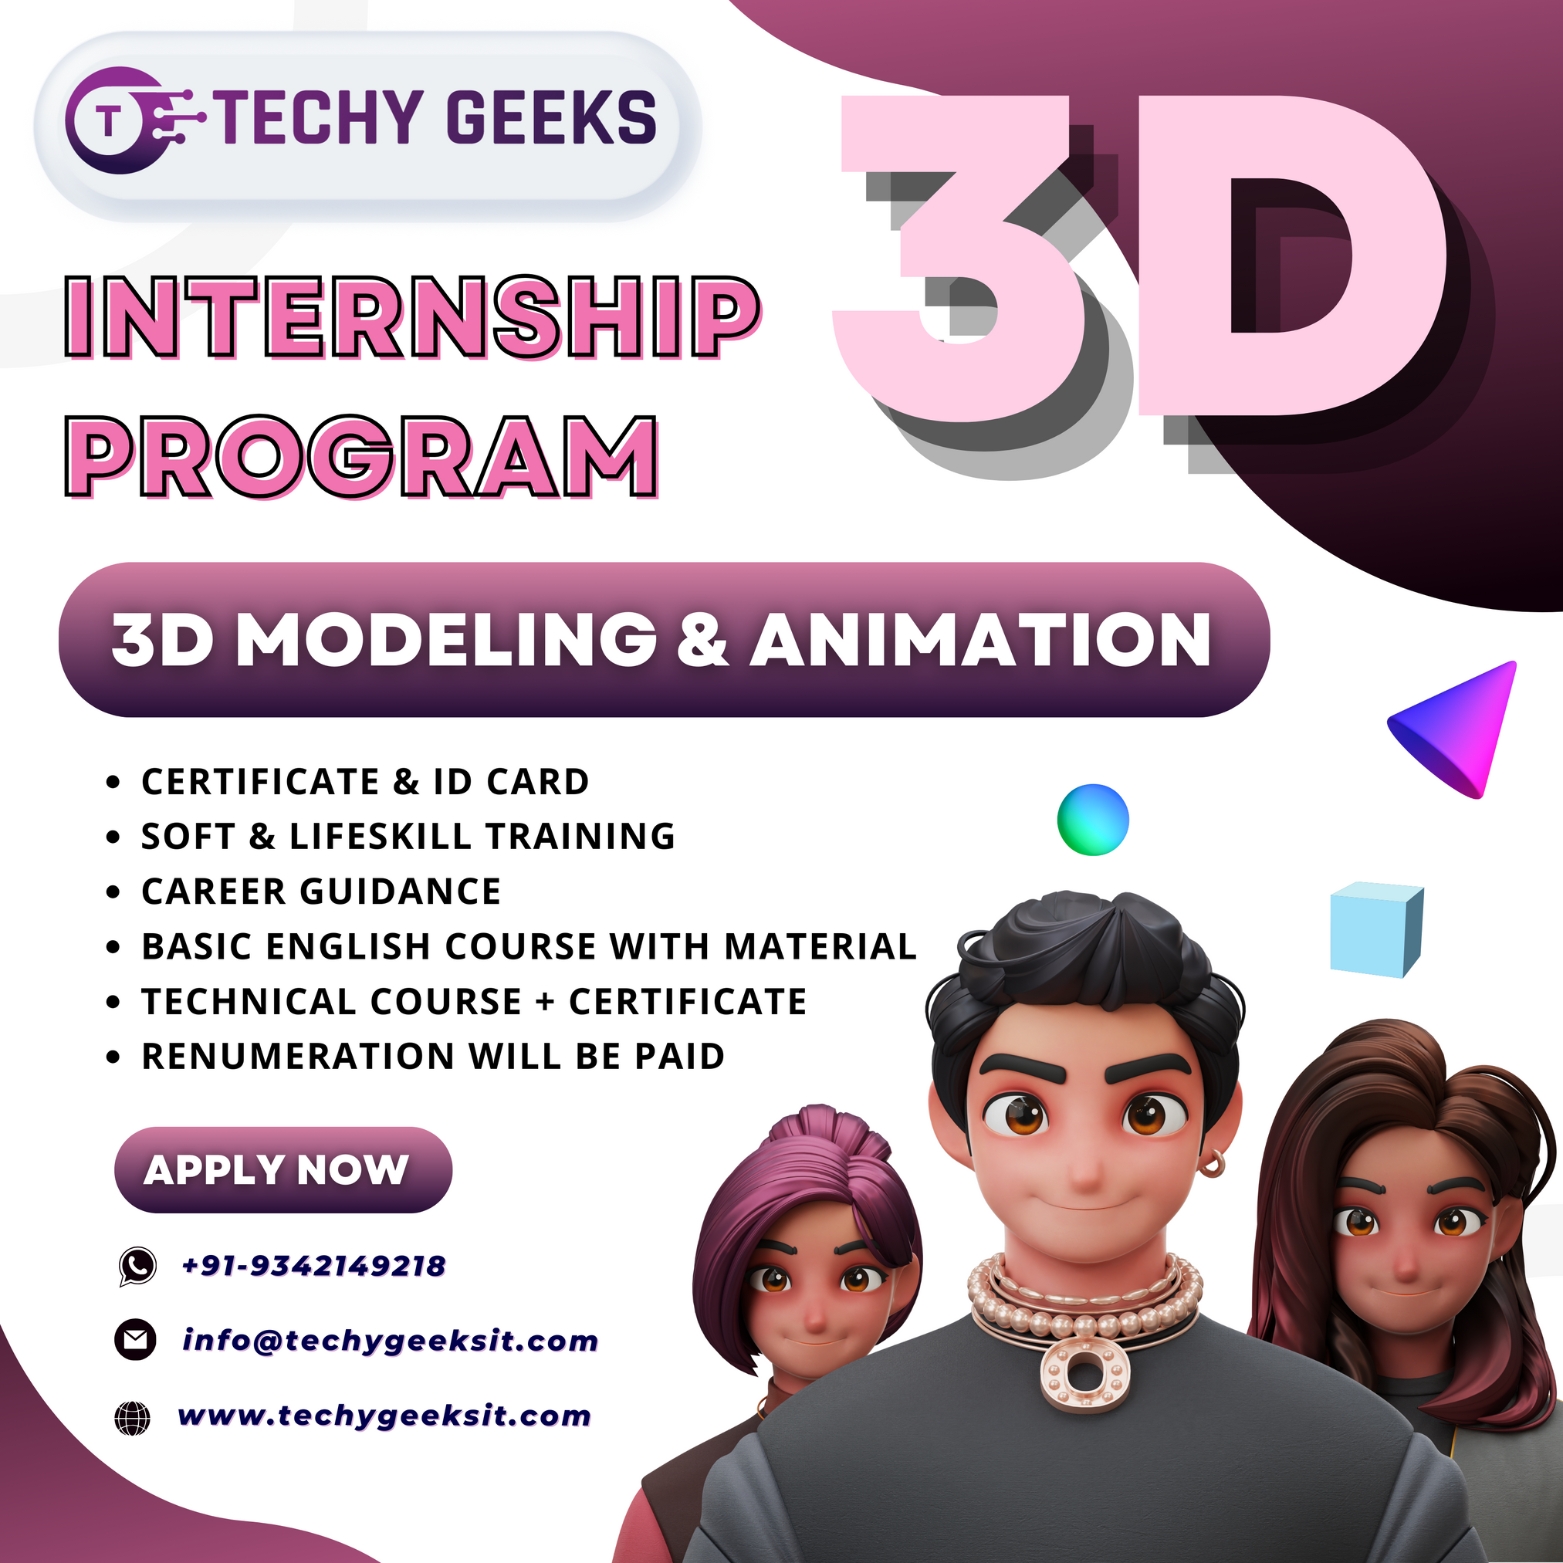 T TECHY GEEKS
3D
INTERNSHIP
PROGRAM
3D MODELING & ANIMATION
• CERTIFICATE & ID CARD
• SOFT & LIFESKILL TRAINING
• CAREER GUIDANCE
• BASIC ENGLISH COURSE WITH MATERIAL
• TECHNICAL COURSE + CERTIFICATE
• RENUMERATION WILL BE PAID
APPLY NOW
+91-9342149218
info@techygeeksit.com
www.techygeeksit.com